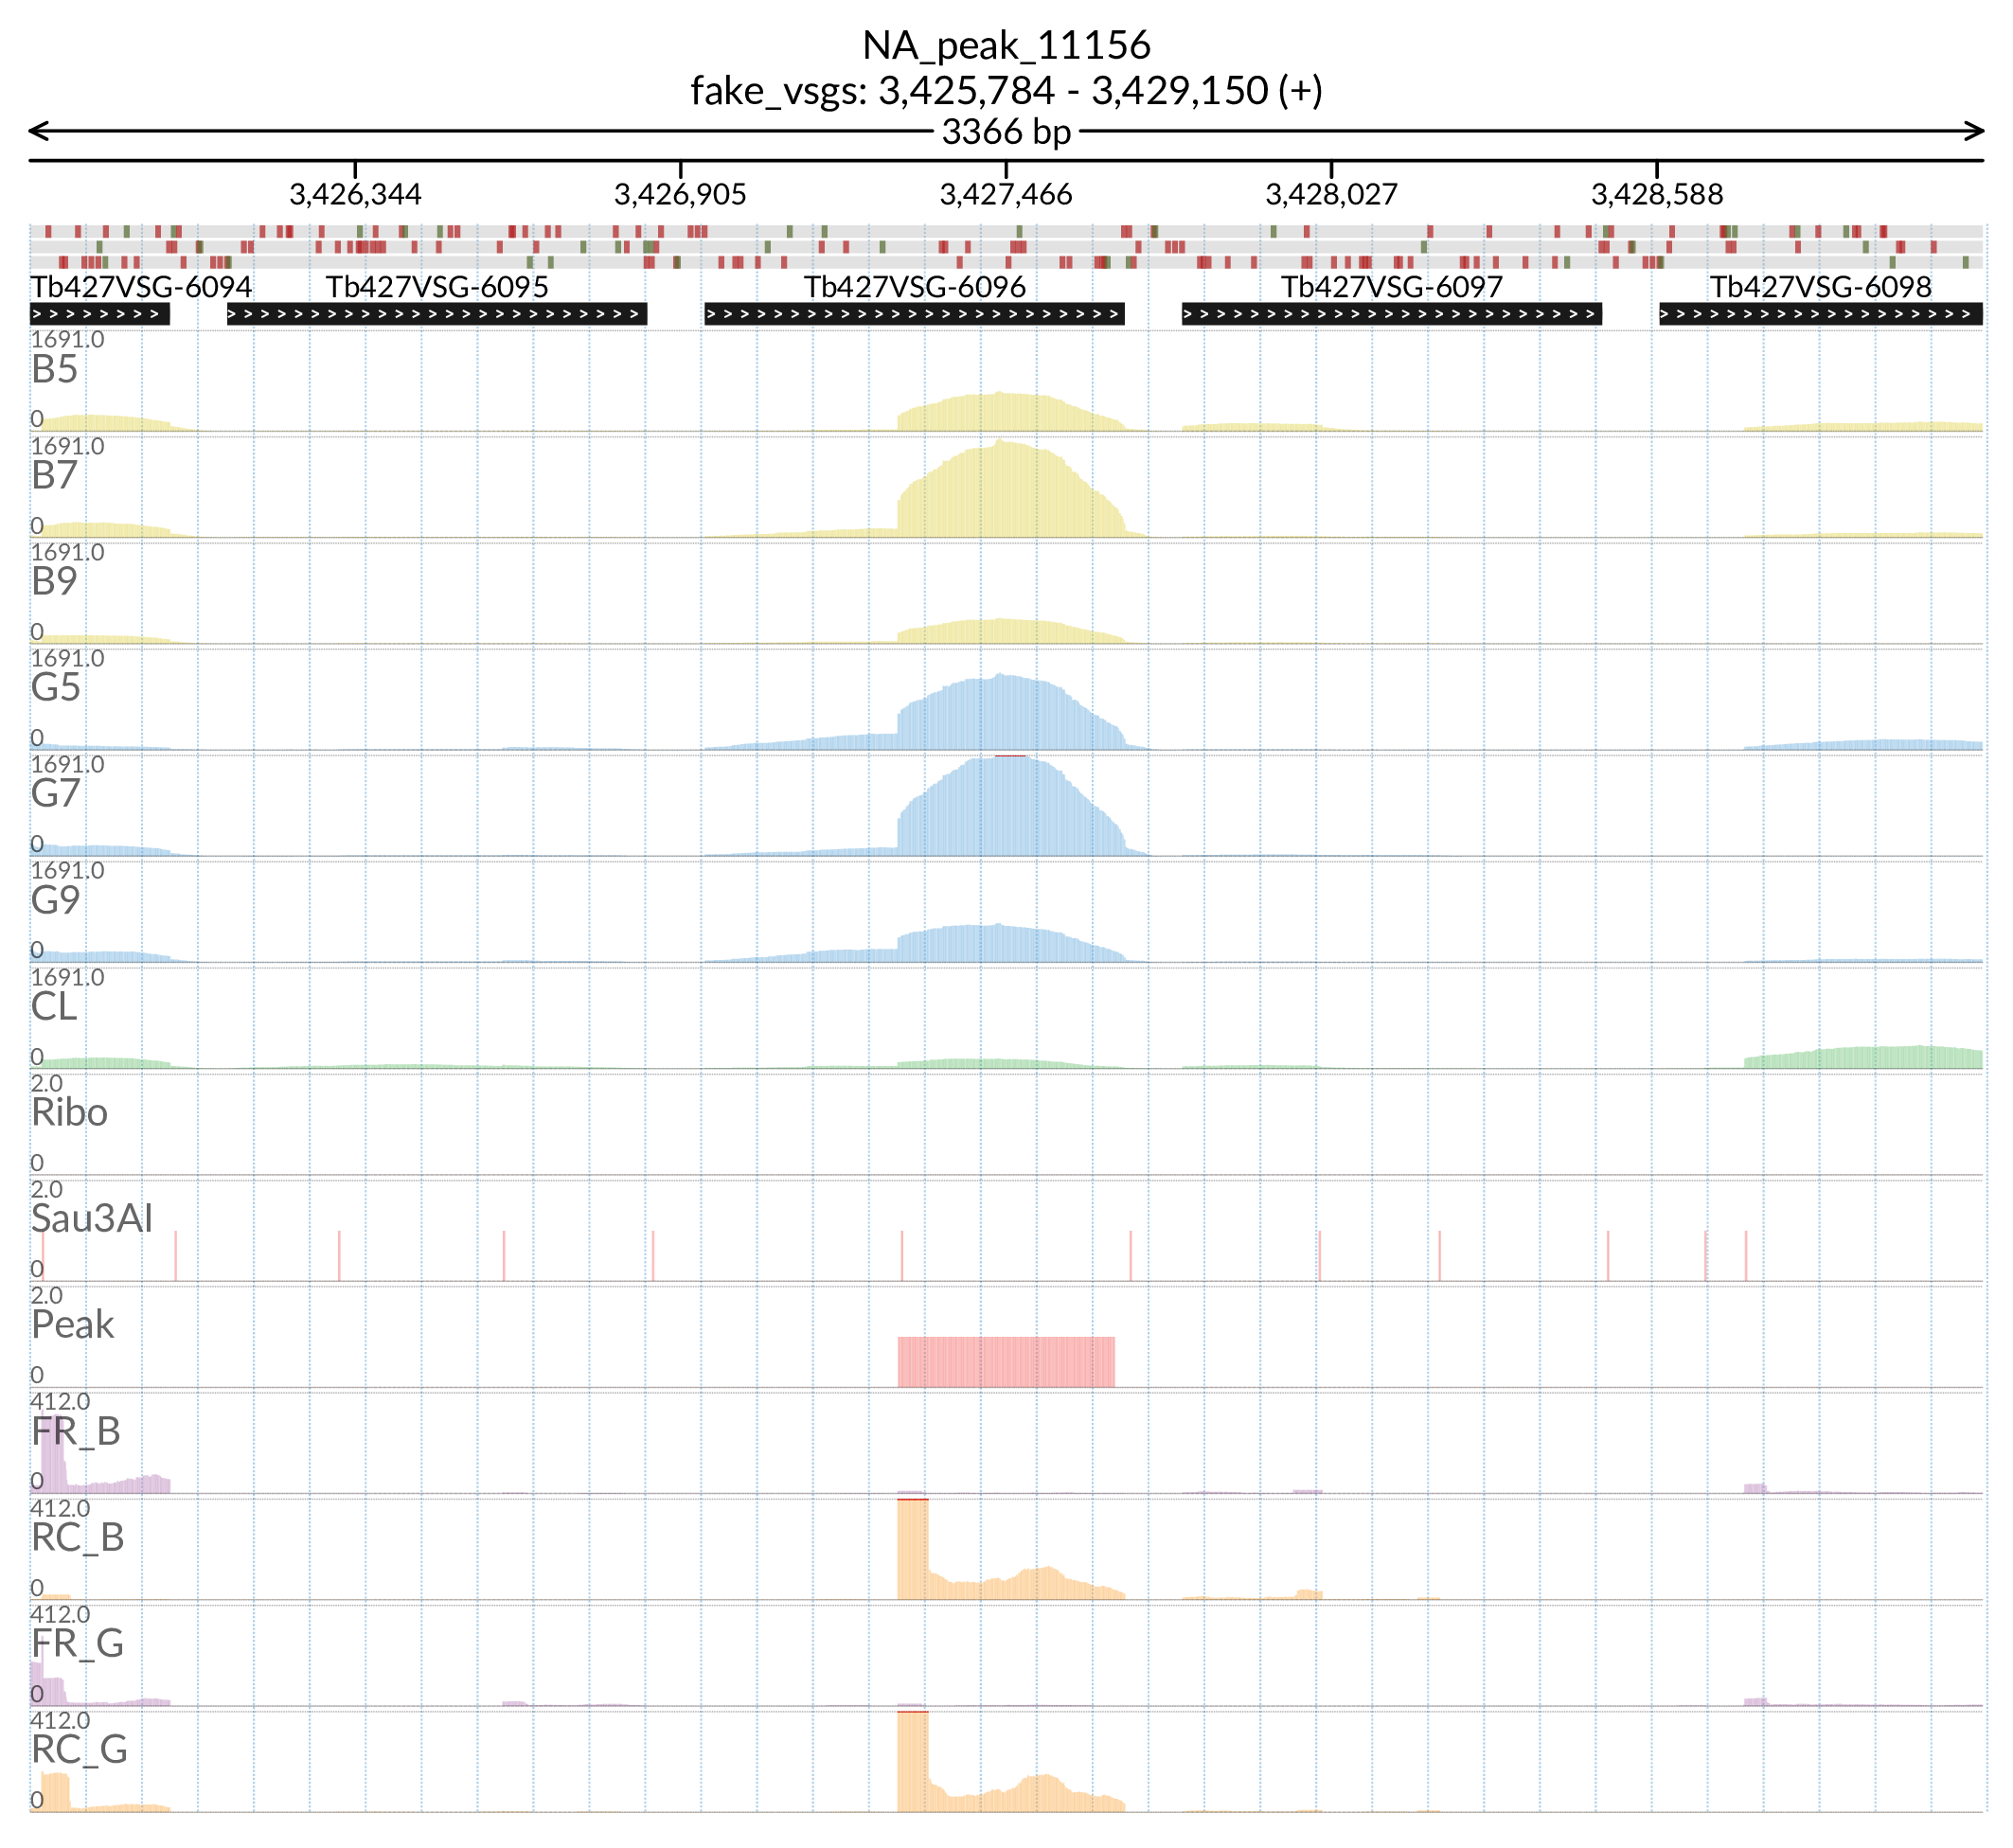 NA_peak_11156
fake_vsgs: 3,425,784 - 3,429,150 (+)
3366 bp
3,426,344 3,426,905 3,427,466 3,428,027 3,428,588
Tb427VSG-6094 Tb427VSG-6095 Tb427VSG-6096 Tb427VSG-6097 Tb427VSG-6098
1691.0
B5
0
1691.0
B7
0
1691.0
B9
0
1691.0
G5
0
1691.0
G7
0
1691.0
G9
0
1691.0
CL
0
2.0
Ribo
0
2.0
Sau3AI
0
2.0
Peak
0
412.0
FR_B
0
412.0
RC_B
0
412.0
FR_G
0
412.0
RC_G
0